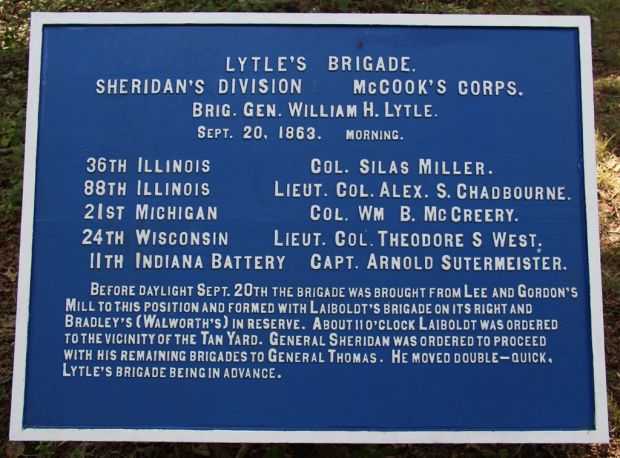 LYTLE'S BRIGADE.
SHERIDAN'S DIVISION MCCOOK'S CORPS.
BRIG. GEN. WILLIAM H. LYTLE.
SEPT. 20, 1863. MORNING.
36TH ILLINOIS COL. SILAS MILLER.
88TH ILLINOIS LIEUT. COL. ALEX. S. CHADBOURNE.
21ST MICHIGAN COL. WM B. MCCREERY.
24TH WISCONSIN LIEUT. COL. THEODORE S WEST.
11TH INDIANA BATTERY CAPT. ARNOLD SUTERMEISTER.
BEFORE DAYLIGHT SEPT. 20TH THE BRIGADE WAS BROUGHT FROM LEE AND GORDON'S
MILL TO THIS POSITION AND FORMED WITH LAIBOLDT'S BRIGADE ON ITS RIGHT AND
BRADLEY'S (WALWORTH'S) IN RESERVE. ABOUT 11 O'CLOCK LAIBOLDT WAS ORDERED
TO THE VICINITY OF THE TAN YARD. GENERAL SHERIDAN WAS ORDERED TO PROCEED
WITH HIS REMAINING BRIGADES TO GENERAL THOMAS. HE MOVED DOUBLE-QUICK,
LYTLE'S BRIGADE BEING IN ADVANCE.